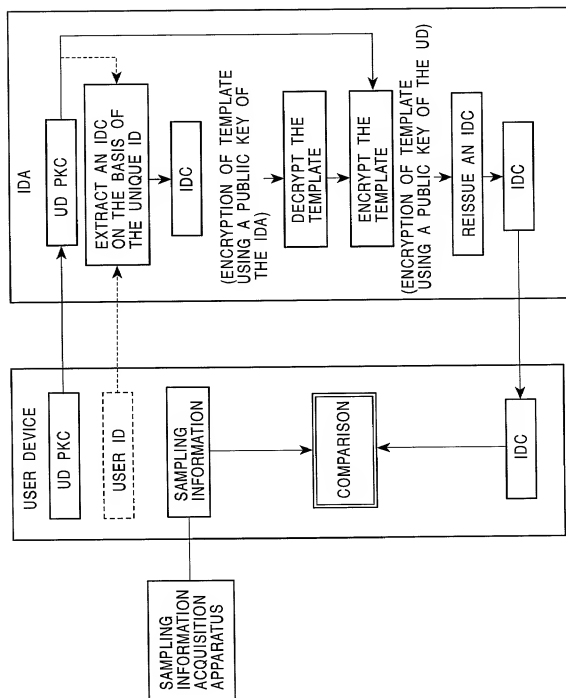 SAMPLING
INFORMATION
ACQUISITION
APPARATUS
USER DEVICE
UD PKC
USER ID
SAMPLING
INFORMATION
COMPARISON
IDC
IDA
UD PKC
EXTRACT AN IDC
ON THE BASIS OF
THE UNIQUE ID
IDC
(ENCRYPTION OF TEMPLATE
USING A PUBLIC KEY OF
THE IDA)
DECRYPT THE
TEMPLATE
ENCRYPT THE
TEMPLATE
(ENCRYPTION OF TEMPLATE
USING A PUBLIC KEY OF THE UD)
REISSUE AN IDC
IDC